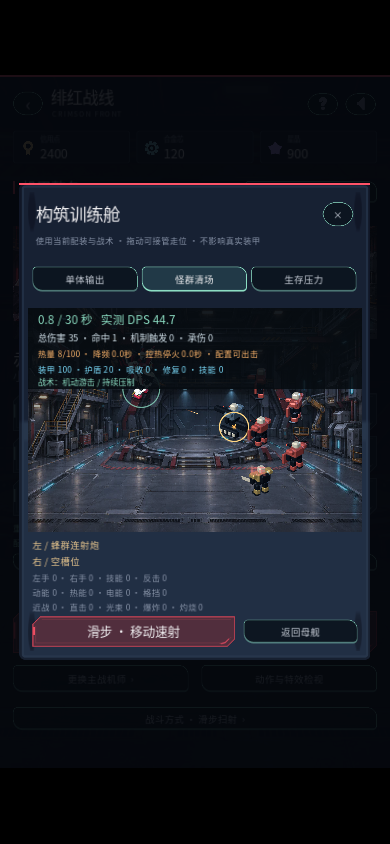 绯红战线
?
2400
120
900
构筑训练舱
×
使用当前配装与战术 · 拖动可接管走位 · 不影响真实装甲
单体输出
怪群清场
生存压力
0.8 / 30 秒 实测 DPS 44.7
总伤害 35 · 命中 1 · 机制触发 0 · 承伤 0
热量 8/100 · 降频 0.0秒 · 控热停火 0.0秒 · 配置可出击
装甲 100 · 护盾 20 · 吸收 0 · 修复 0 · 技能 0
战术：机动游击 / 持续压制
左 / 蜂群连射炮
右 / 空槽位
左手 0 · 右手 0 · 技能 0 · 反击 0
动能 0 · 热能 0 · 电能 0 · 格挡 0
近战 0 · 直击 0 · 光束 0 · 爆炸 0 · 灼烧 0
滑步 · 移动速射
返回母舰
战斗方式 · 滑步扫射